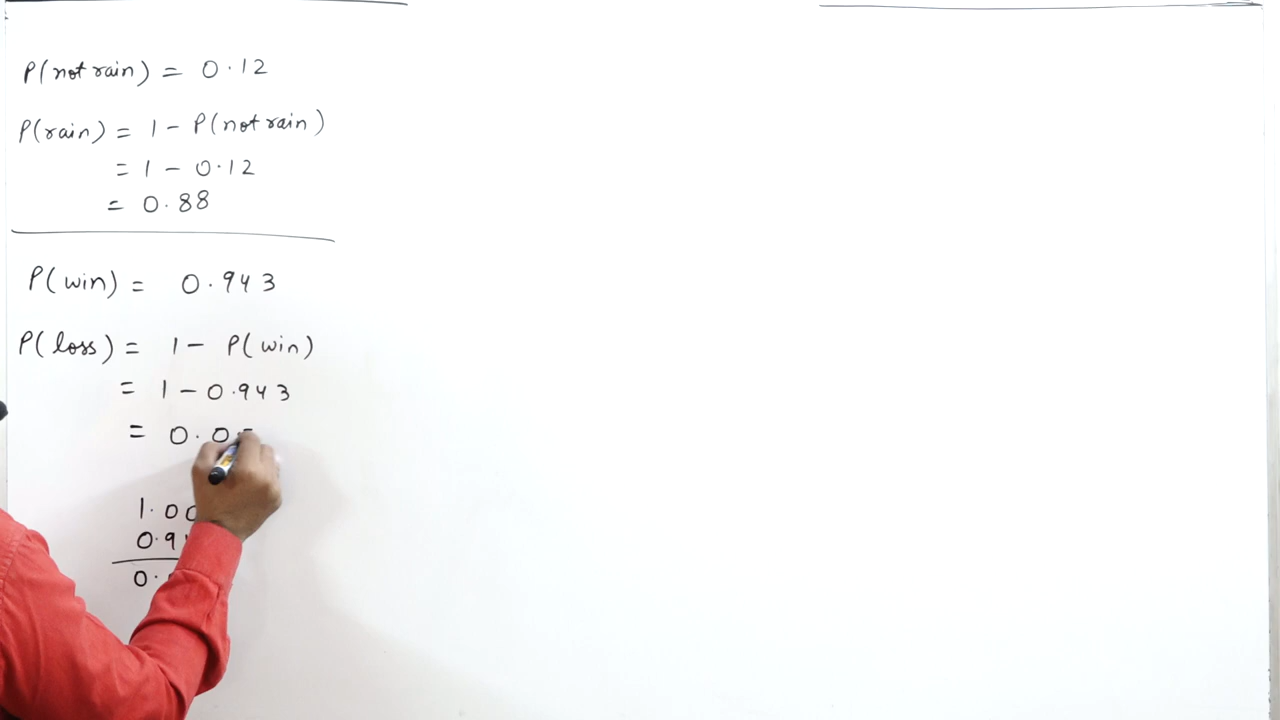 P(not rain) = 0.12
P(rain) = 1 - P(not rain)
= 1 - 0.12
= 0.88
P(win) = 0.943
P(loss) = 1 - P(win)
= 1 - 0.943
= 0.0
1.00
0.9
0.